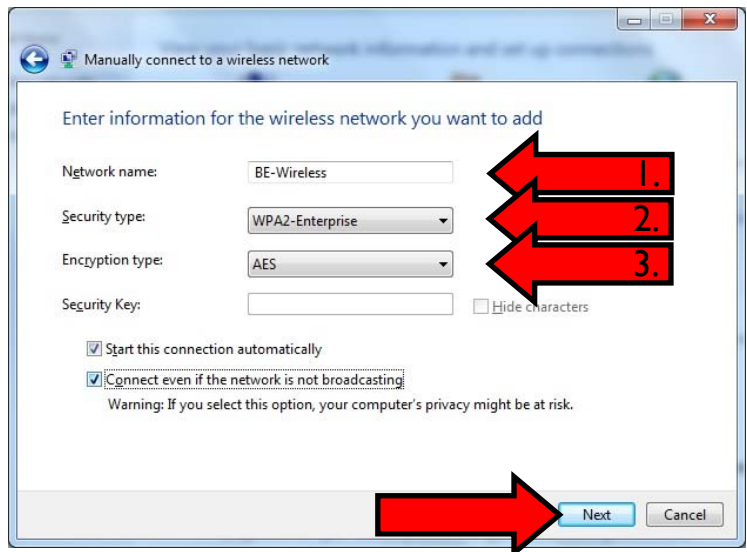 Manually connect to a wireless network
Enter information for the wireless network you want to add
Network name: BE-Wireless 1.
Security type: WPA2-Enterprise 2.
Encryption type: AES 3.
Security Key: Hide characters
Start this connection automatically
Connect even if the network is not broadcasting
Warning: If you select this option, your computer's privacy might be at risk.
Next Cancel